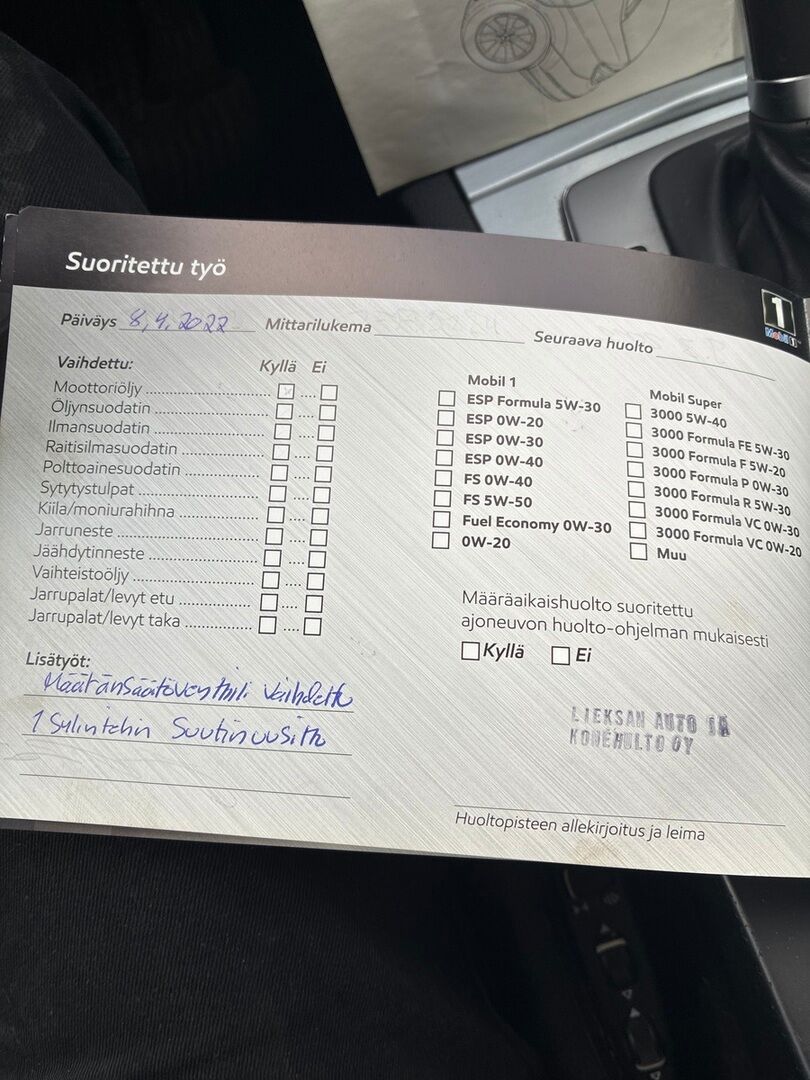 Suoritettu työ
1
Mobil 1
Päiväys 8,4,2022 Mittarilukema Seuraava huolto
Vaihdettu: Kyllä Ei
Moottoriöljy
Öljynsuodatin
Ilmansuodatin
Raitisilmasuodatin
Polttoainesuodatin
Sytytystulpat
Kiila/moniurahihna
Jarruneste
Jäähdytinneste
Vaihteistoöljy
Jarrupalat/levyt etu
Jarrupalat/levyt taka
Mobil 1
ESP Formula 5W-30
ESP 0W-20
ESP 0W-30
ESP 0W-40
FS 0W-40
FS 5W-50
Fuel Economy 0W-30
0W-20
Mobil Super
3000 5W-40
3000 Formula FE 5W-30
3000 Formula F 5W-20
3000 Formula P 0W-30
3000 Formula R 5W-30
3000 Formula VC 0W-30
3000 Formula VC 0W-20
Muu
Määräaikaishuolto suoritettu
ajoneuvon huolto-ohjelman mukaisesti
Kyllä Ei
Lisätyöt:
Määränsäätöventtiili vaihdettu
1 Sylinterin Suutin uusittu
LIEKSAN AUTO JA
KONEHUOLTO OY
Huoltopisteen allekirjoitus ja leima